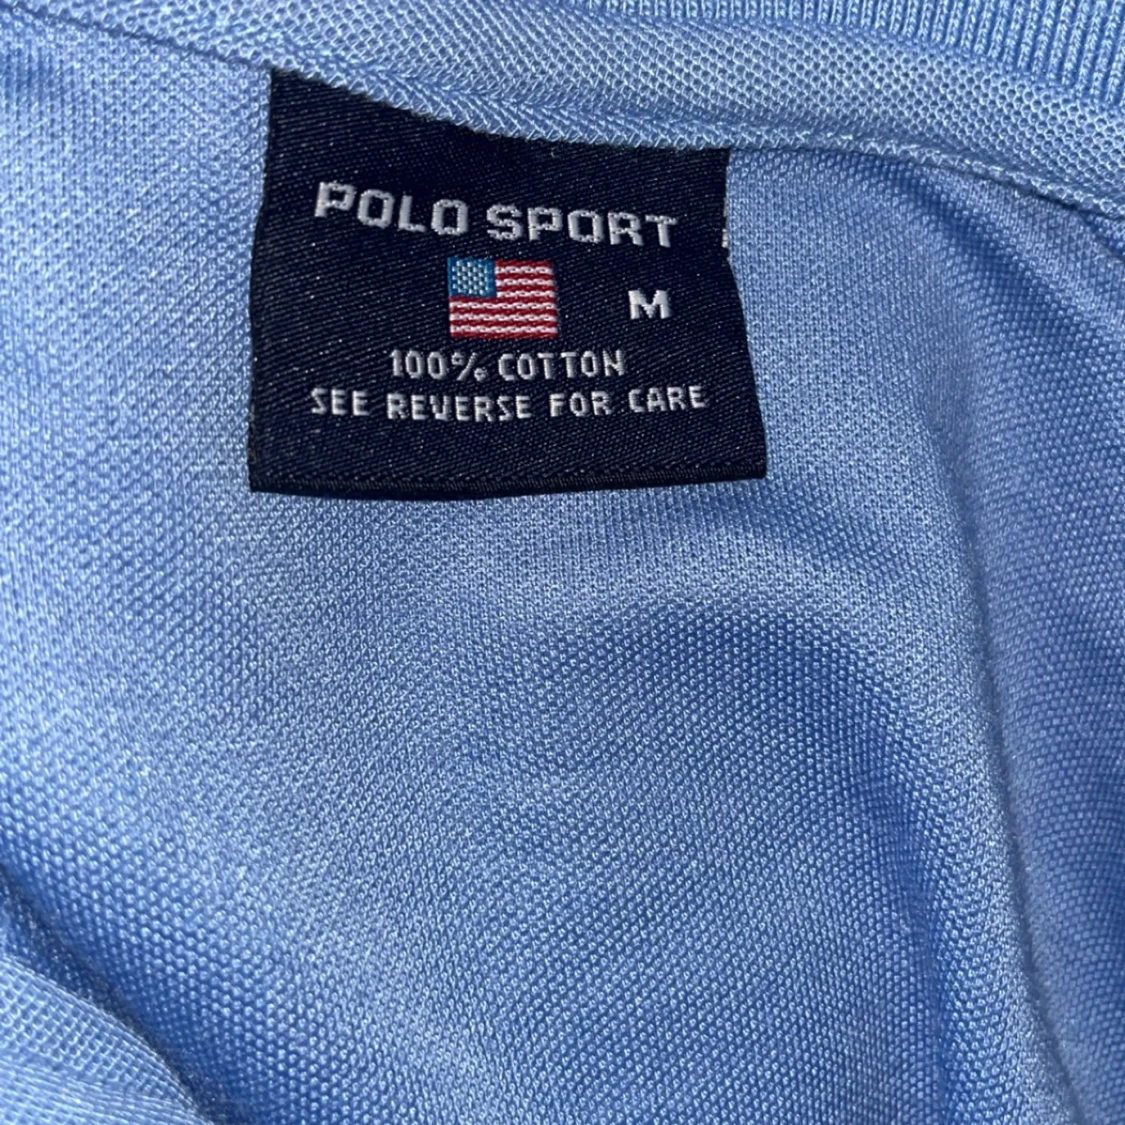 POLO SPORT
M
100% COTTON
SEE REVERSE FOR CARE